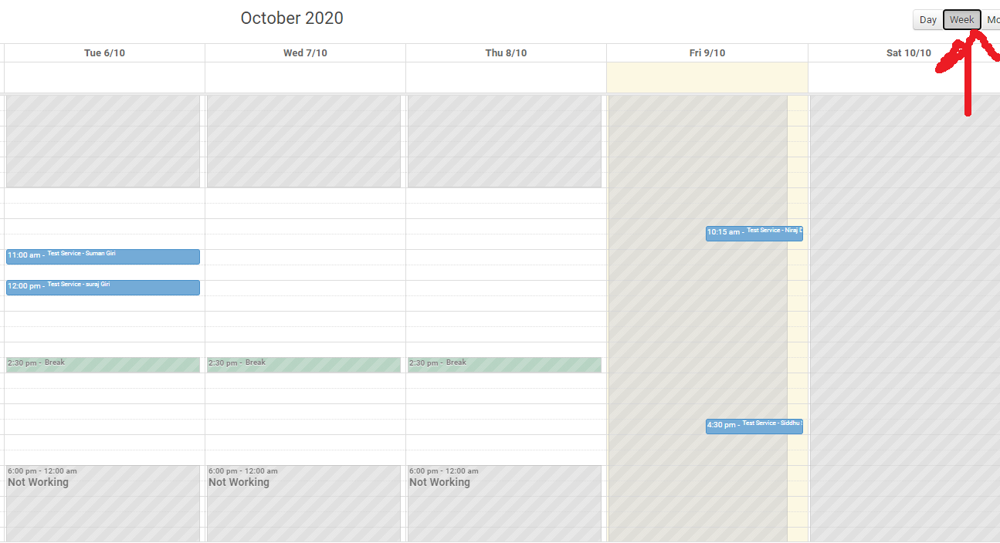 October 2020
Day Week Mo
Tue 6/10 Wed 7/10 Thu 8/10 Fri 9/10 Sat 10/10
10:15 am - Test Service - Niraj D
11:00 am - Test Service - Suman Giri
12:00 pm - Test Service - suraj Giri
2:30 pm - Break 2:30 pm - Break 2:30 pm - Break
4:30 pm - Test Service - Siddhu S
6:00 pm - 12:00 am 6:00 pm - 12:00 am 6:00 pm - 12:00 am
Not Working Not Working Not Working